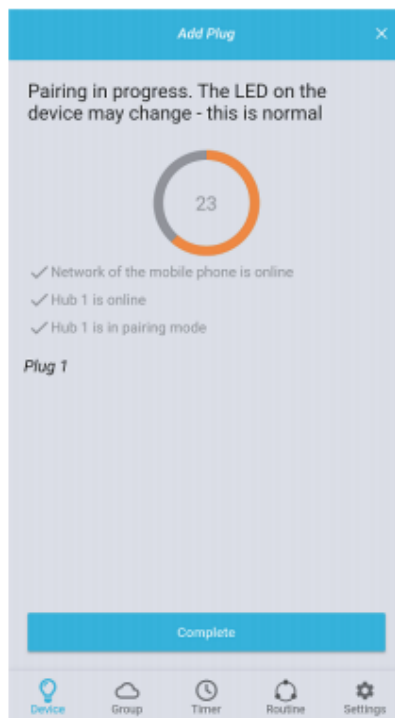 Add Plug
Pairing in progress. The LED on the
device may change - this is normal
23
Network of the mobile phone is online
Hub 1 is online
Hub 1 is in pairing mode
Plug 1
Complete
Device Group Timer Routine Settings